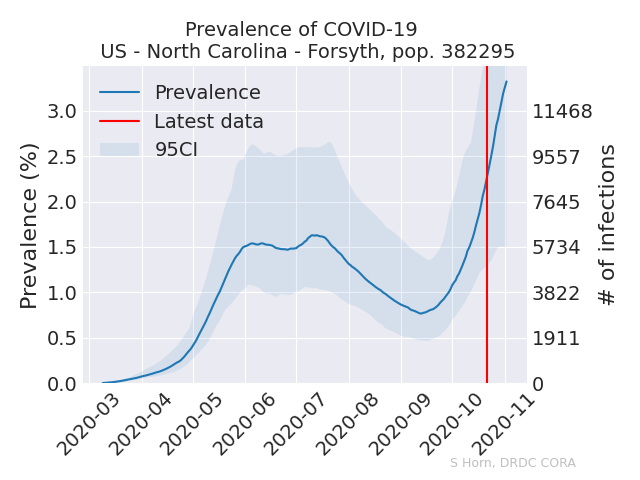 Prevalence of COVID-19
US - North Carolina - Forsyth, pop. 382295
Prevalence
Latest data
95CI
Prevalence (%)
3.0
2.5
2.0
1.5
1.0
0.5
0.0
11468
9557
7645
5734
3822
1911
0
# of infections
2020-03
2020-04
2020-05
2020-06
2020-07
2020-08
2020-09
2020-10
2020-11
S Horn, DRDC CORA